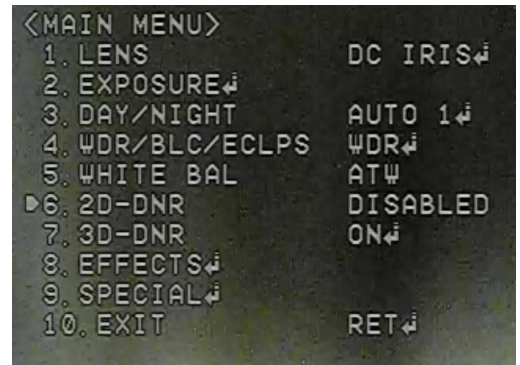 <MAIN MENU>
1. LENS DC IRIS↲
2. EXPOSURE↲
3. DAY/NIGHT AUTO 1↲
4. WDR/BLC/ECLPS WDR↲
5. WHITE BAL ATW
6. 2D-DNR DISABLED
7. 3D-DNR ON↲
8. EFFECTS↲
9. SPECIAL↲
10. EXIT RET↲